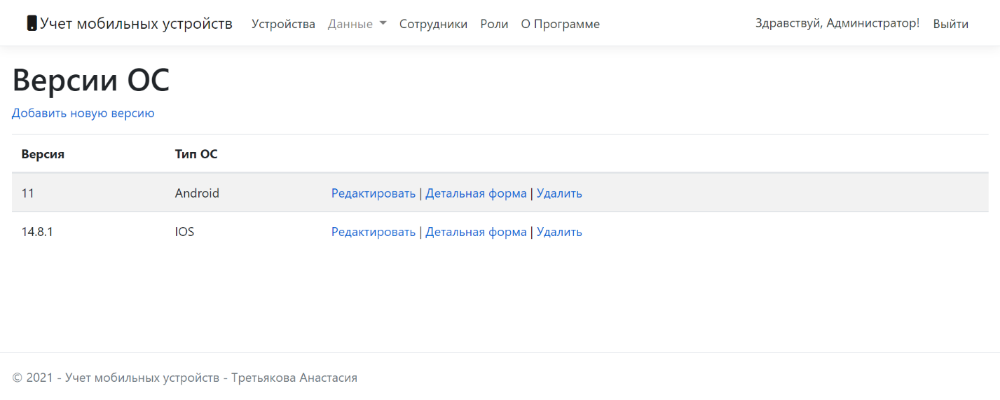 Учет мобильных устройств Устройства Данные Сотрудники Роли О Программе Здравствуй, Администратор! Выйти
Версии ОС
Добавить новую версию
Версия Тип ОС
11 Android Редактировать | Детальная форма | Удалить
14.8.1 IOS Редактировать | Детальная форма | Удалить
© 2021 - Учет мобильных устройств - Третьякова Анастасия